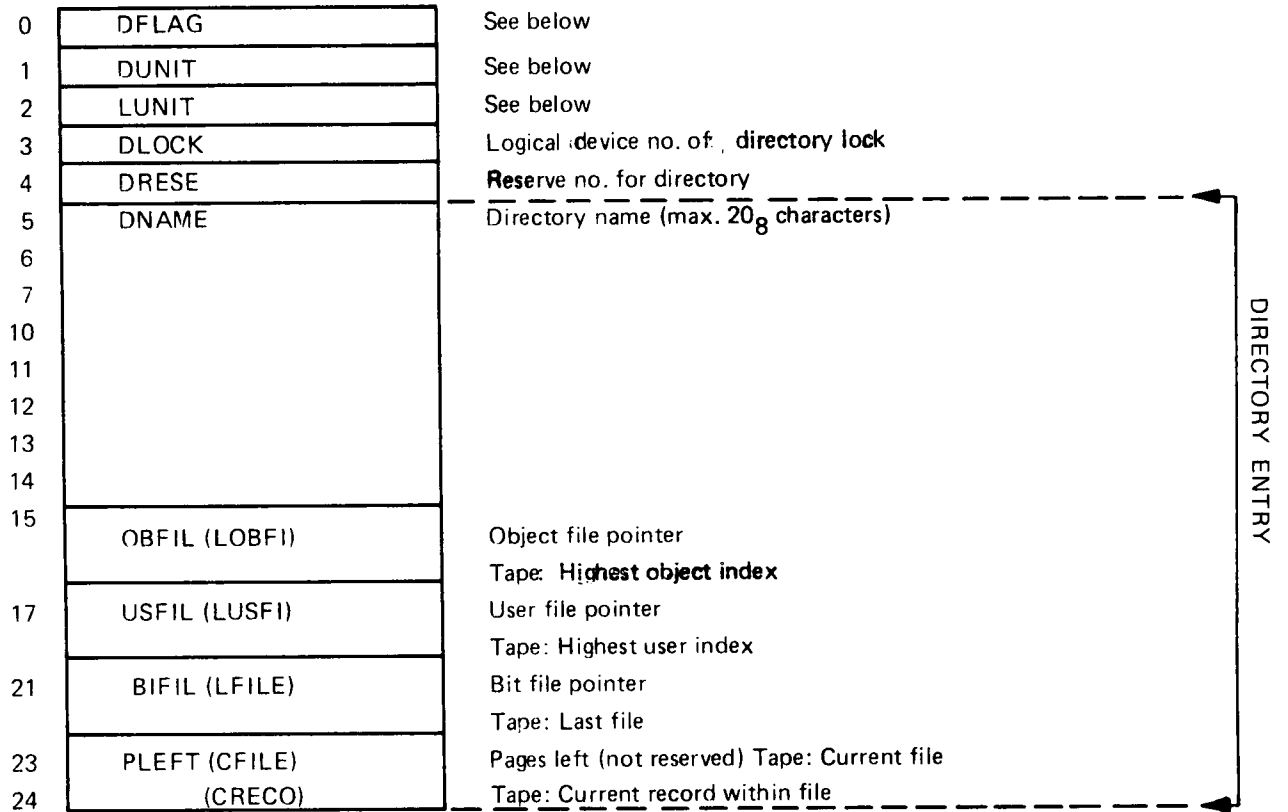 0 DFLAG See below
1 DUNIT See below
2 LUNIT See below
3 DLOCK Logical device no. of directory lock
4 DRESE Reserve no. for directory
5 DNAME Directory name (max. 20₈ characters)
6
7
10
11
12
13
14
15 OBFIL (LOBFI) Object file pointer
Tape: Highest object index
17 USFIL (LUSFI) User file pointer
Tape: Highest user index
21 BIFIL (LFILE) Bit file pointer
Tape: Last file
23 PLEFT (CFILE) Pages left (not reserved) Tape: Current file
24 (CRECO) Tape: Current record within file
DIRECTORY ENTRY